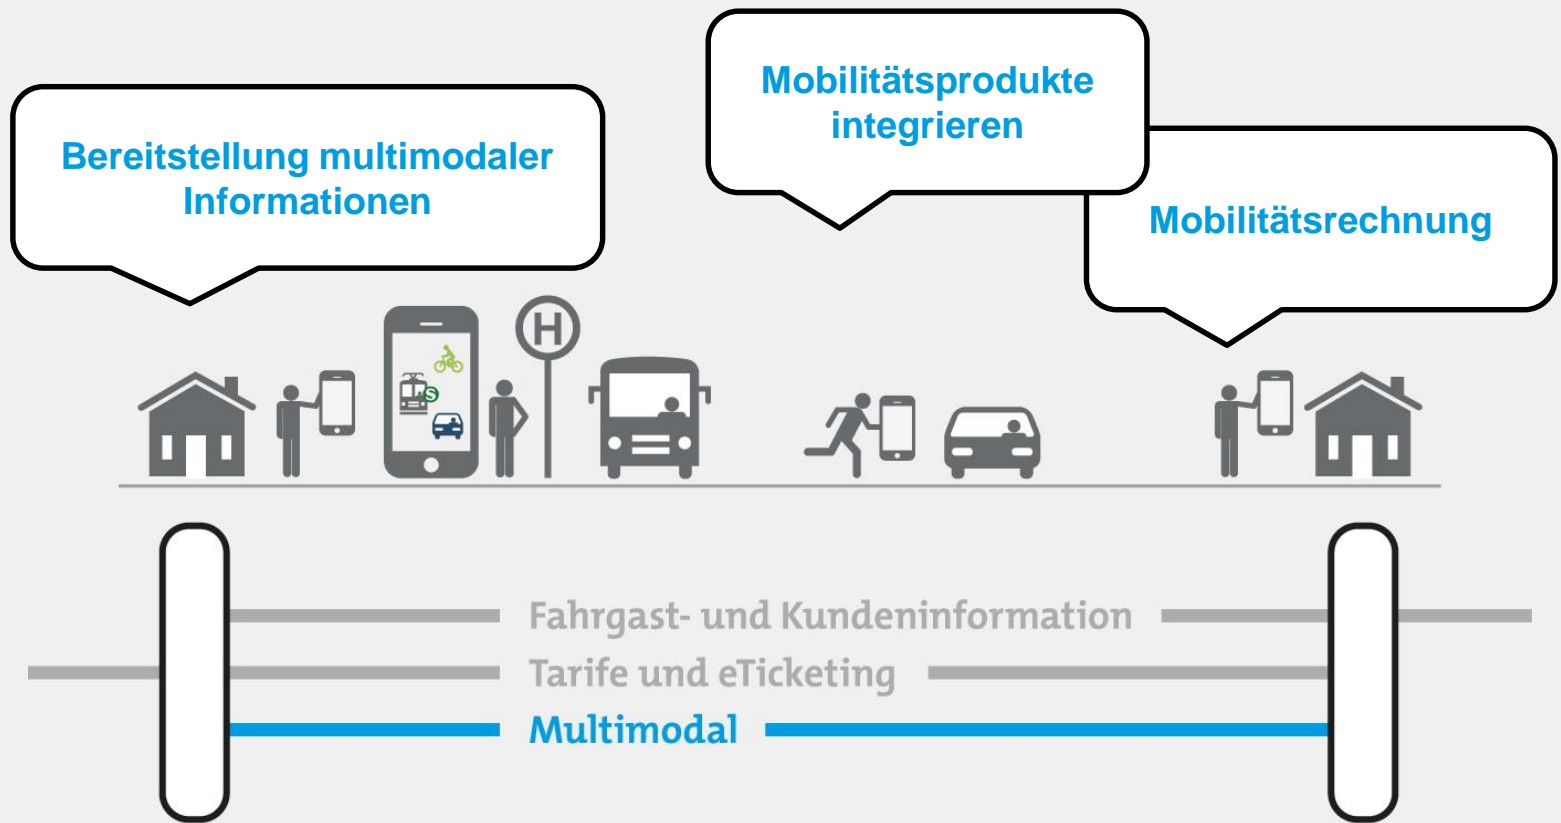 Bereitstellung multimodaler
Informationen
Mobilitätsprodukte
integrieren
Mobilitätsrechnung
H
S
Fahrgast- und Kundeninformation
Tarife und eTicketing
Multimodal